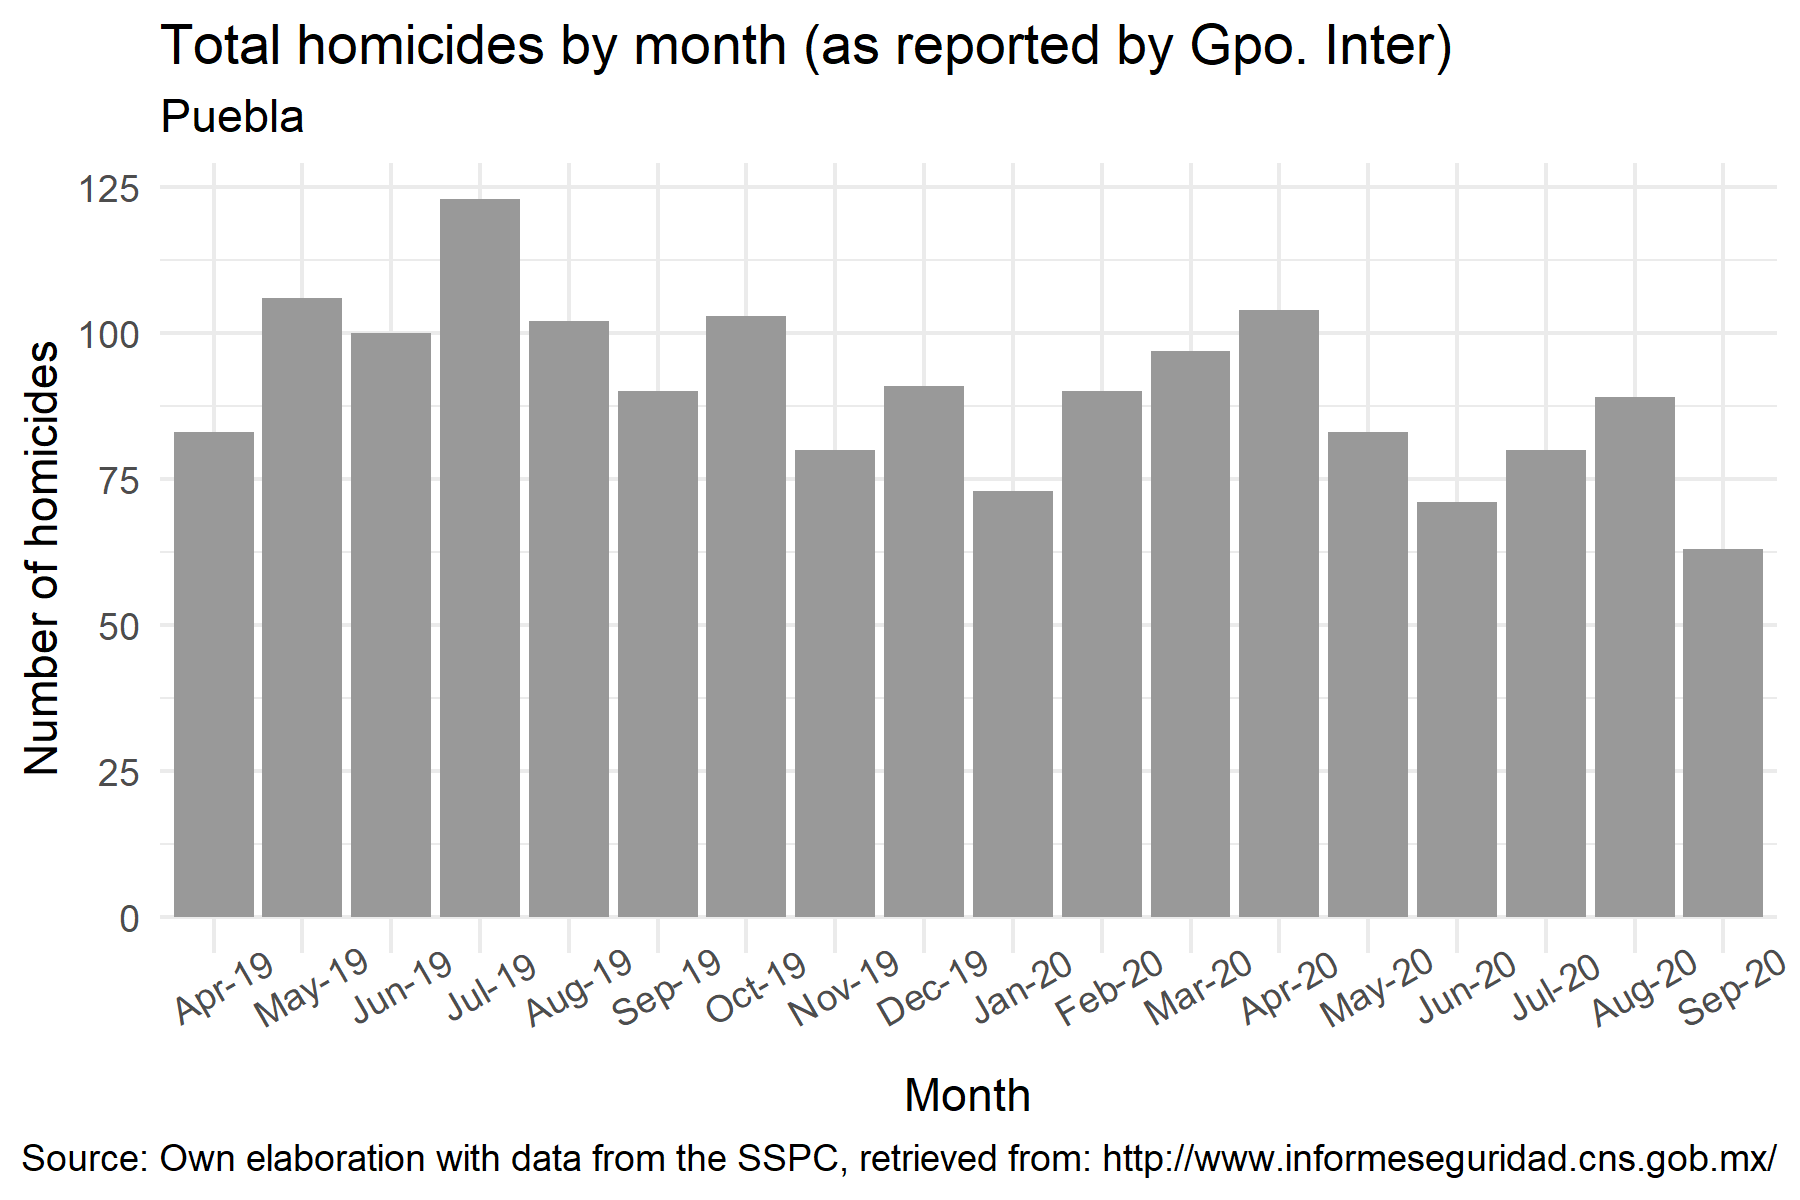 Total homicides by month (as reported by Gpo. Inter)
Puebla
Number of homicides
125
100
75
50
25
0
Apr-19 May-19 Jun-19 Jul-19 Aug-19 Sep-19 Oct-19 Nov-19 Dec-19 Jan-20 Feb-20 Mar-20 Apr-20 May-20 Jun-20 Jul-20 Aug-20 Sep-20
Month
Source: Own elaboration with data from the SSPC, retrieved from: http://www.informeseguridad.cns.gob.mx/